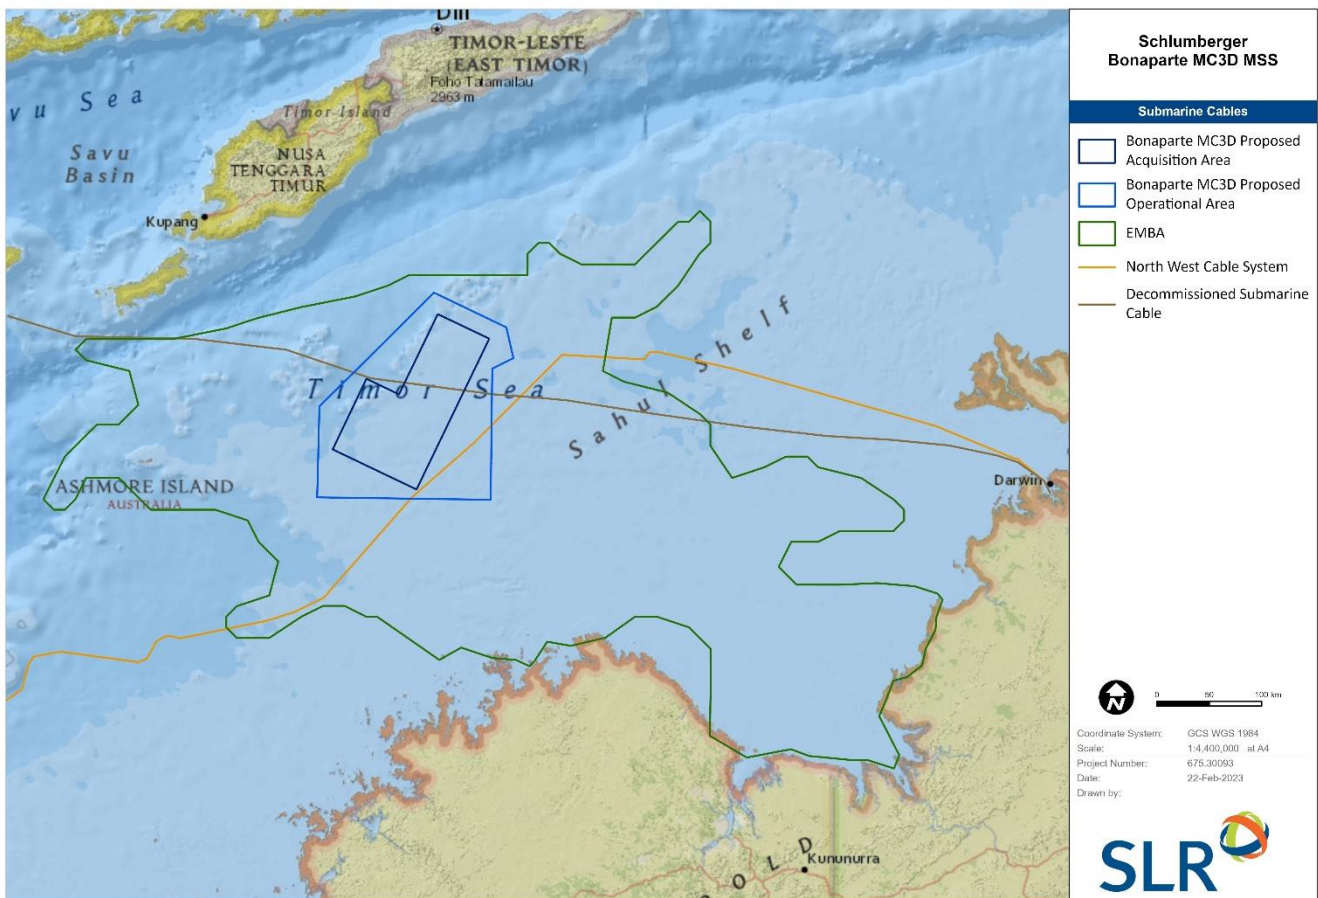 Dili
TIMOR-LESTE
(EAST TIMOR)
Foho Tatamailau
2963 m
vu Sea
Timor Island
Savu
Basin
NUSA
TENGGARA
TIMUR
Kupang
Timor Sea
Sahul Shelf
ASHMORE ISLAND
AUSTRALIA
Darwin
Kununurra
OLD
Schlumberger
Bonaparte MC3D MSS
Submarine Cables
Bonaparte MC3D Proposed
Acquisition Area
Bonaparte MC3D Proposed
Operational Area
EMBA
North West Cable System
Decommissioned Submarine
Cable
N
0 50 100 km
Coordinate System: GCS WGS 1984
Scale: 1:4,400,000 at A4
Project Number: 675.30093
Date: 22-Feb-2023
Drawn by:
SLR